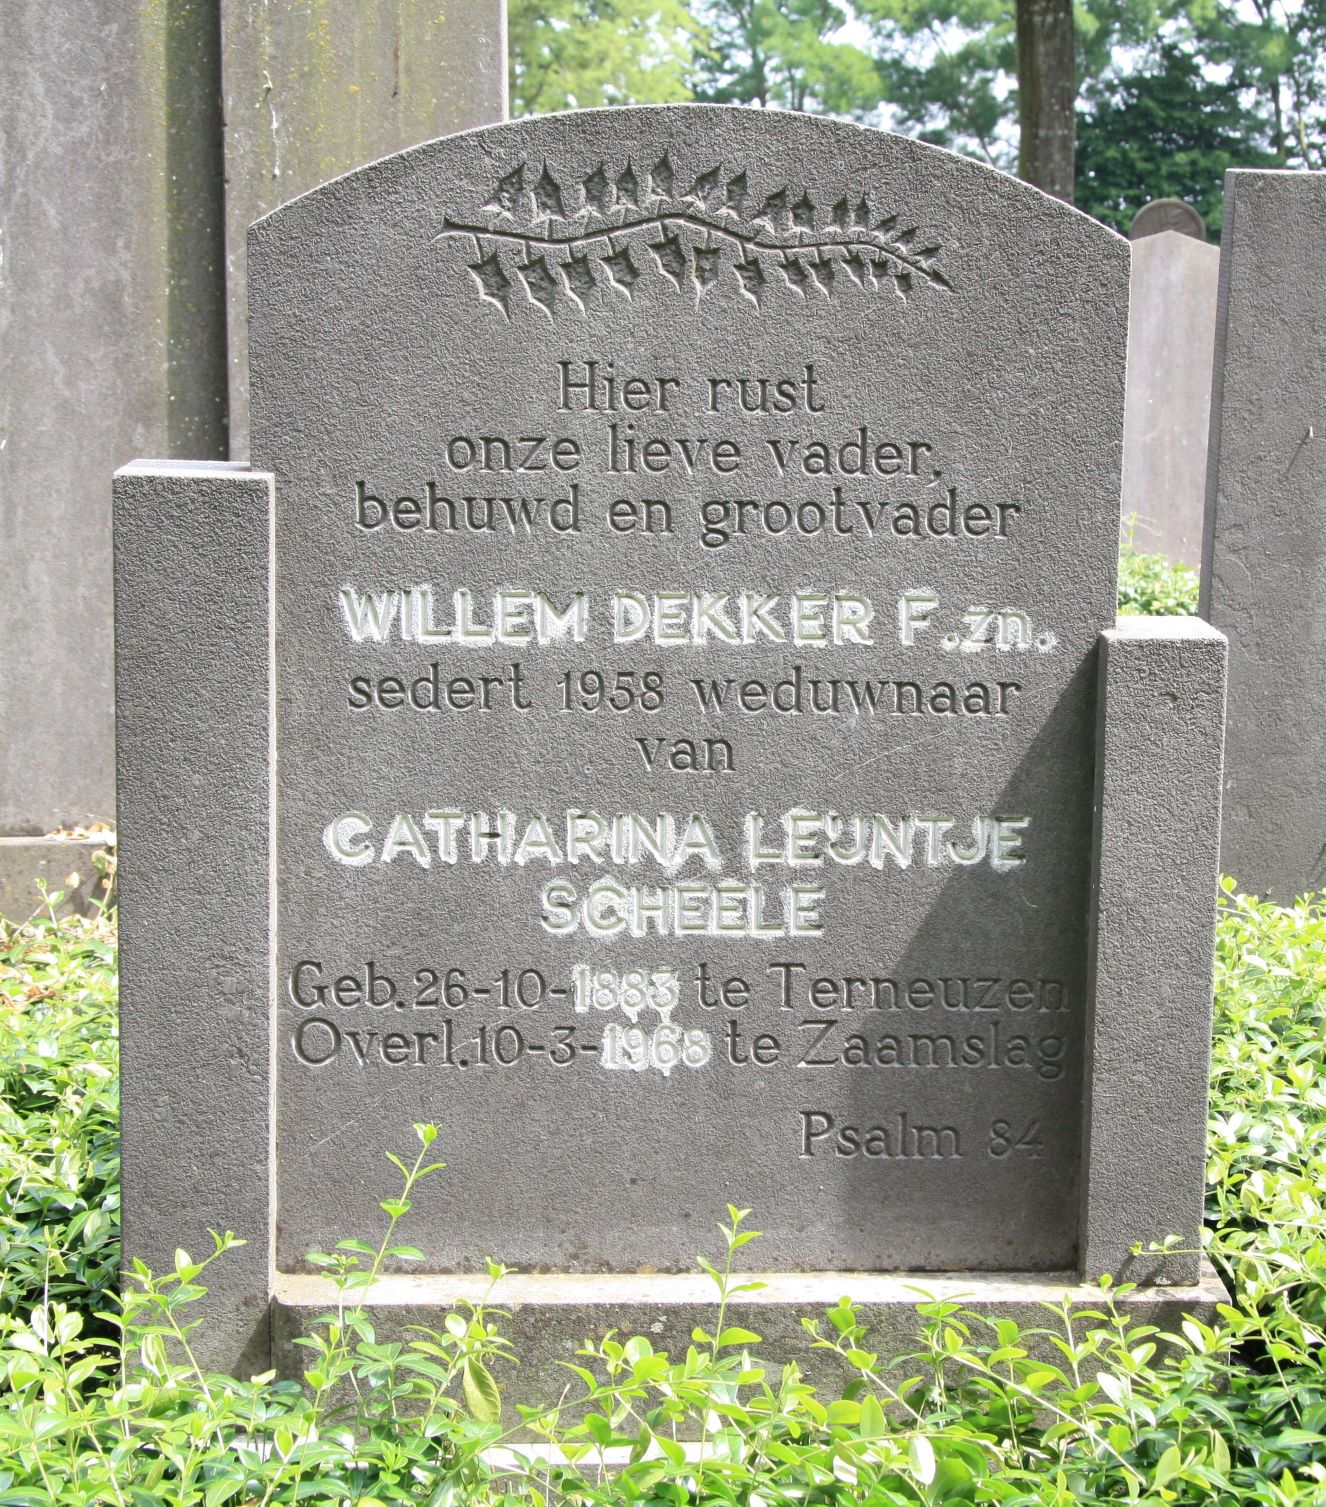 Hier rust
onze lieve vader,
behuwd en grootvader
WILLEM DEKKER F.zn.
sedert 1958 weduwnaar
van
CATHARINA LEIJNTJE
SCHEELE
Geb. 26-10-1883 te Terneuzen
Overl. 10-3-1968 te Zaamslag
Psalm 84